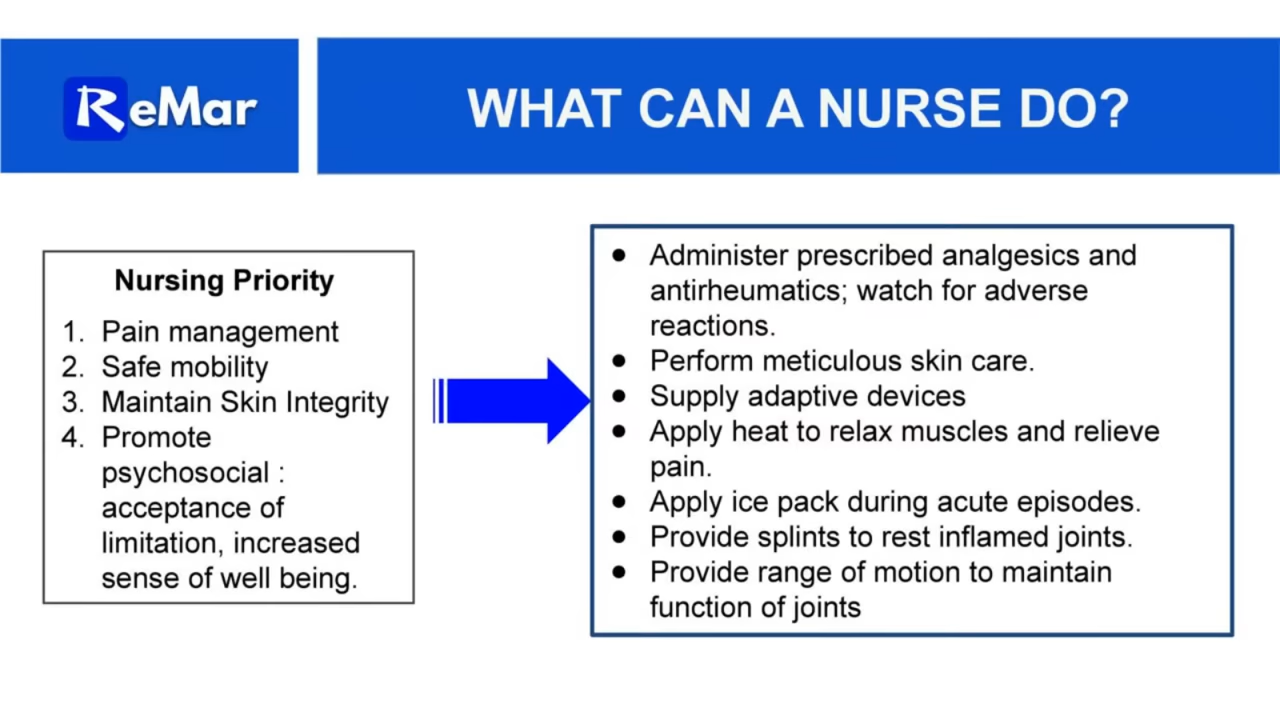 ReMar
WHAT CAN A NURSE DO?
Nursing Priority
1. Pain management
2. Safe mobility
3. Maintain Skin Integrity
4. Promote
psychosocial :
acceptance of
limitation, increased
sense of well being.
● Administer prescribed analgesics and
antirheumatics; watch for adverse
reactions.
● Perform meticulous skin care.
● Supply adaptive devices
● Apply heat to relax muscles and relieve
pain.
● Apply ice pack during acute episodes.
● Provide splints to rest inflamed joints.
● Provide range of motion to maintain
function of joints